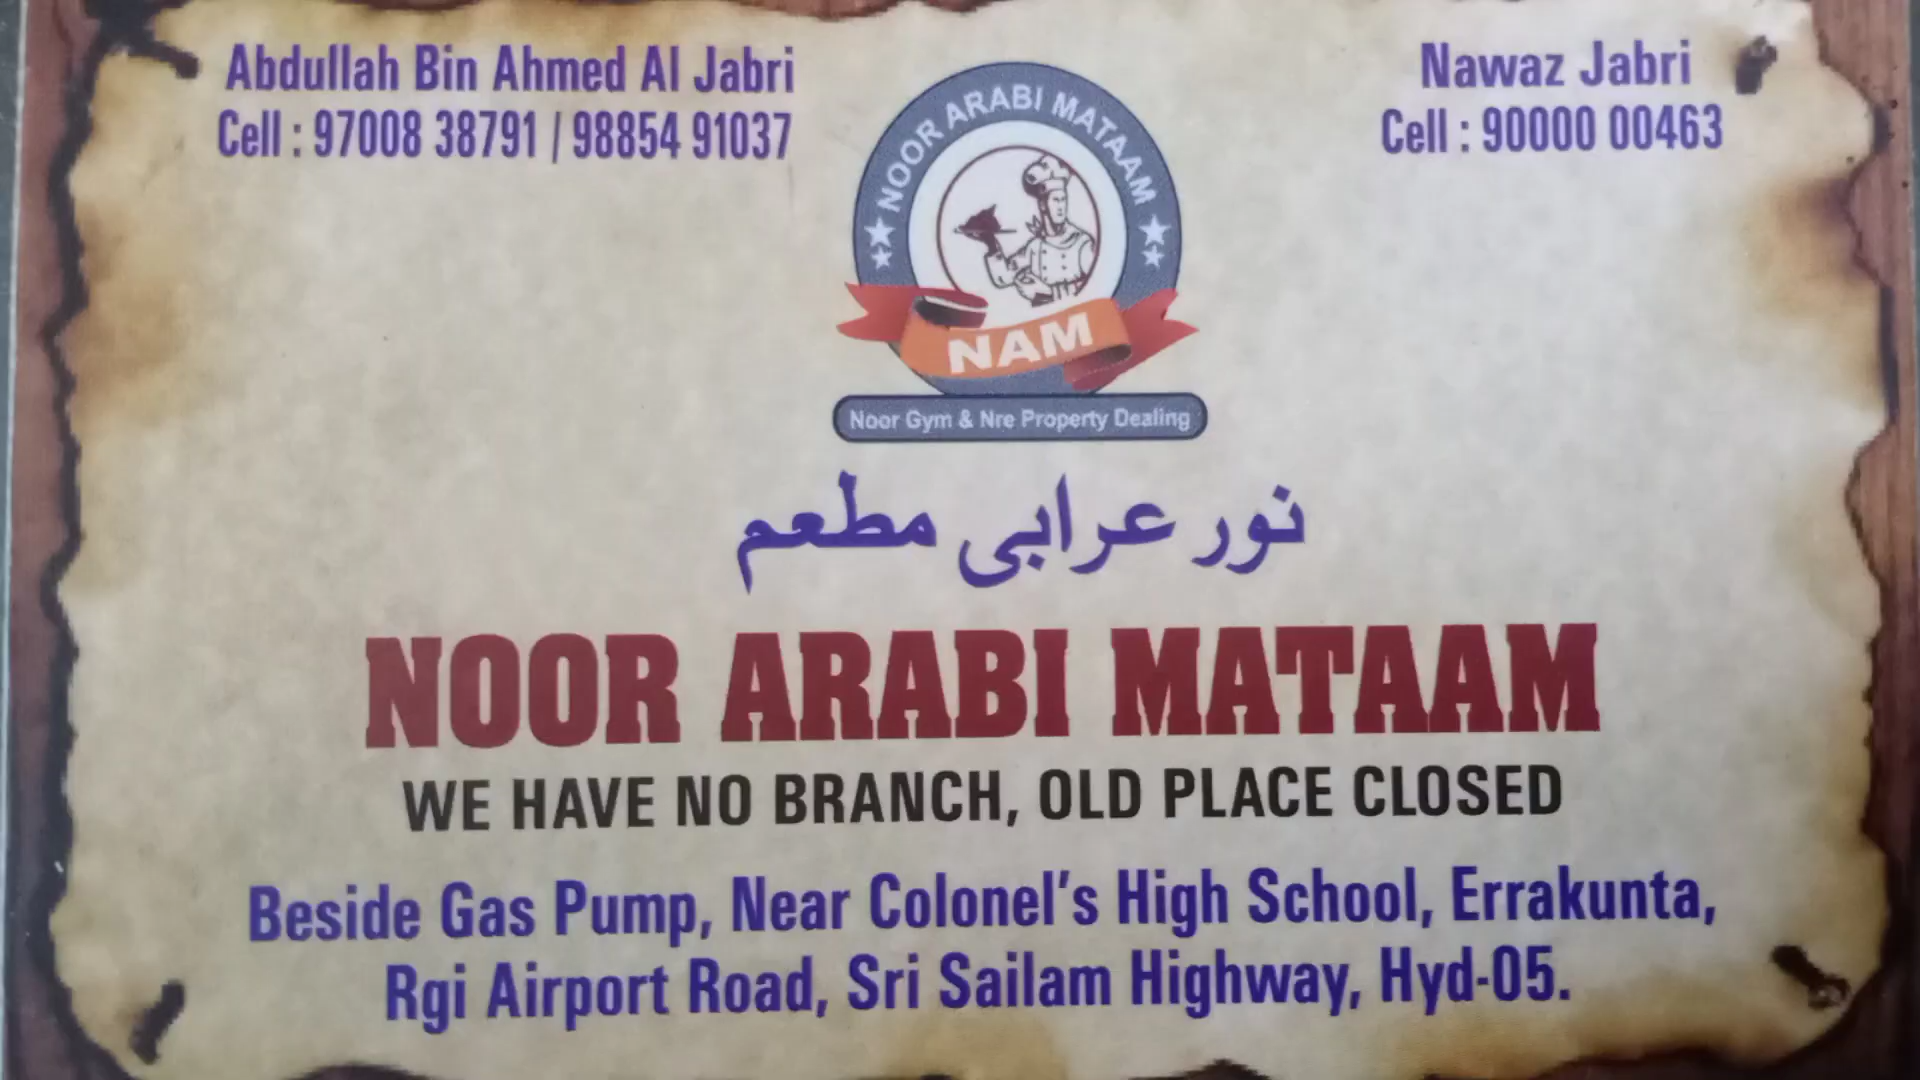 Abdullah Bin Ahmed Al Jabri
Cell : 97008 38791 / 98854 91037
Nawaz Jabri
Cell : 90000 00463
NOOR ARABI MATAAM
NAM
Noor Gym & Nre Property Dealing
نور عرابی مطعم
NOOR ARABI MATAAM
WE HAVE NO BRANCH, OLD PLACE CLOSED
Beside Gas Pump, Near Colonel's High School, Errakunta,
Rgi Airport Road, Sri Sailam Highway, Hyd-05.